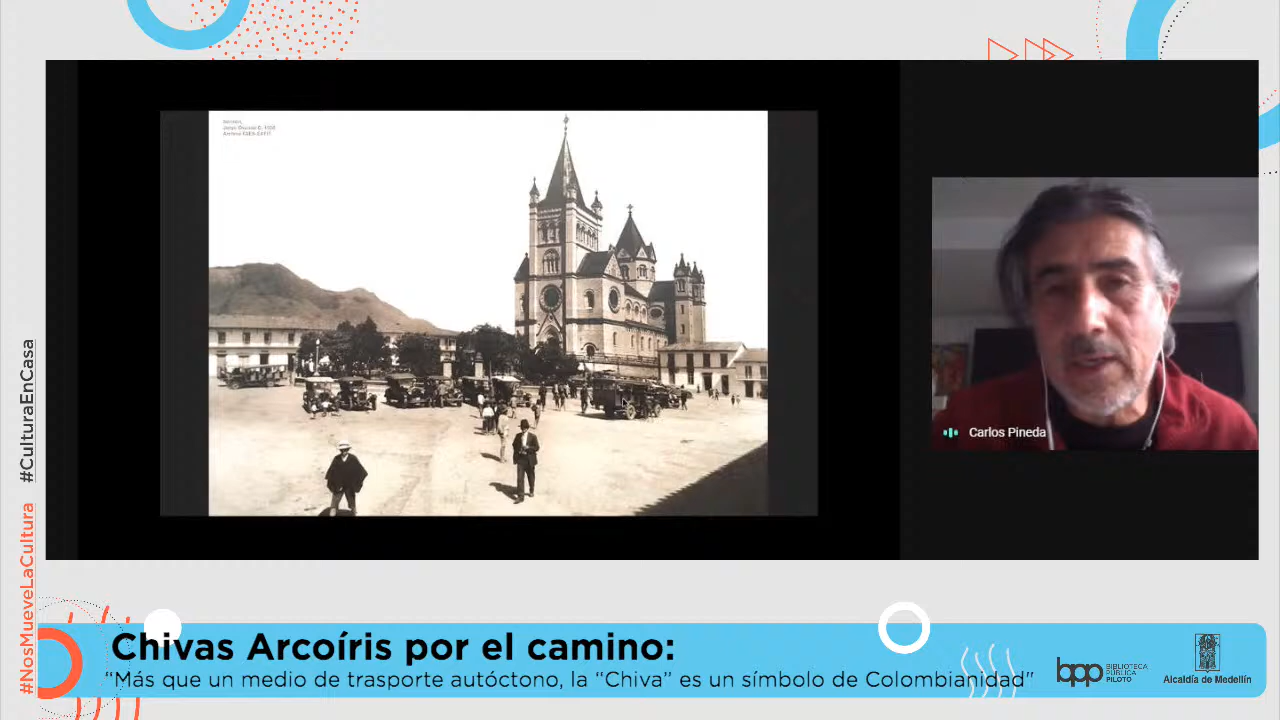 Carlos Pineda
#CulturaEnCasa
#NosMueveLaCultura
Chivas Arcoíris por el camino:
“Más que un medio de trasporte autóctono, la “Chiva” es un símbolo de Colombianidad”
bpp
BIBLIOTECA
PÚBLICA
PILOTO
Alcaldía de Medellín